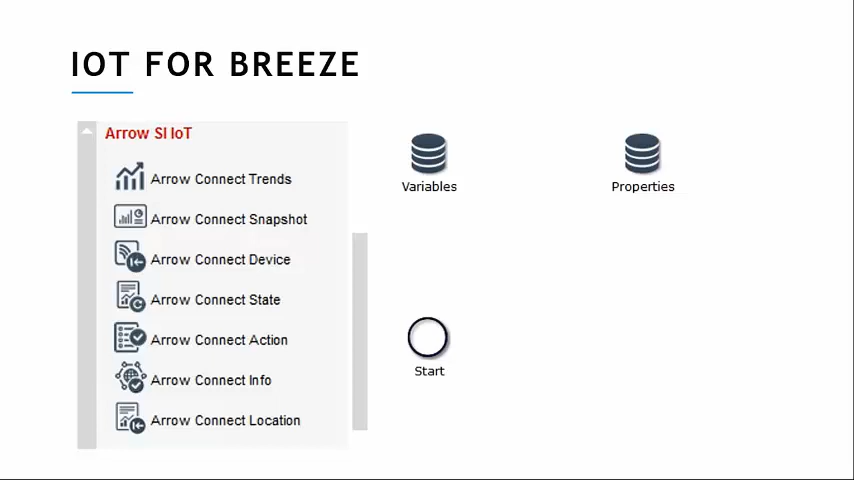 IOT FOR BREEZE
Arrow SI IoT
Arrow Connect Trends
Arrow Connect Snapshot
Arrow Connect Device
Arrow Connect State
Arrow Connect Action
Arrow Connect Info
Arrow Connect Location
Variables
Properties
Start